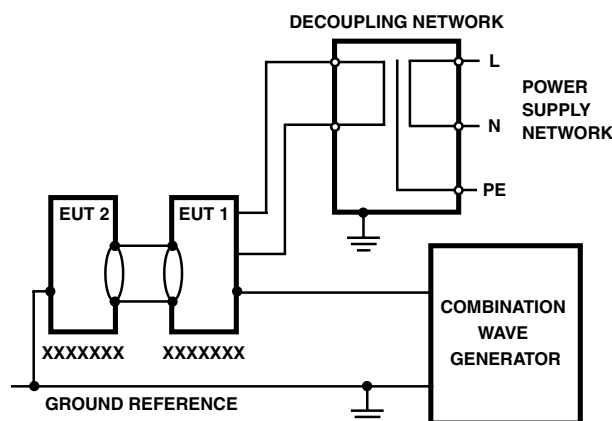 DECOUPLING NETWORK
L
POWER
SUPPLY
NETWORK
N
PE
EUT 2
EUT 1
COMBINATION
WAVE
GENERATOR
XXXXXXX
XXXXXXX
GROUND REFERENCE